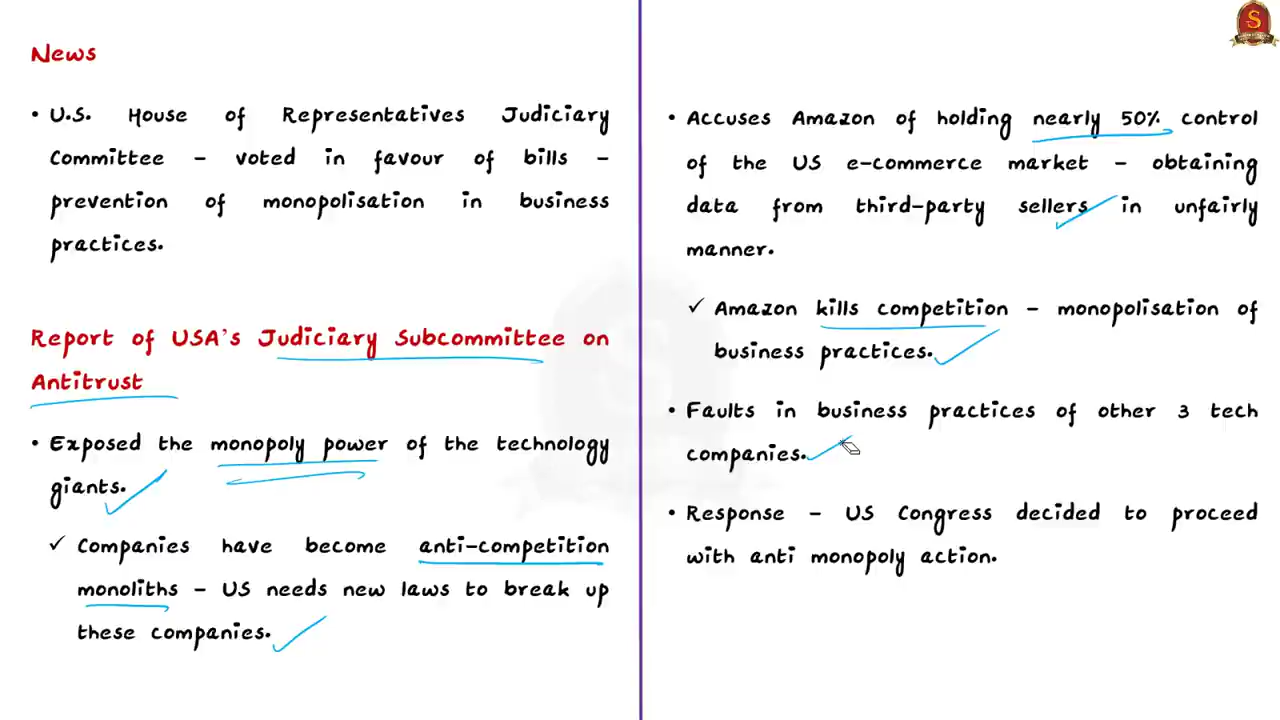 News
• U.S. House of Representatives Judiciary
Committee – voted in favour of bills –
prevention of monopolisation in business
practices.
Report of USA's Judiciary Subcommittee on
Antitrust
• Exposed the monopoly power of the technology
giants.
✓ Companies have become anti-competition
monoliths – US needs new laws to break up
these companies.
S
• Accuses Amazon of holding nearly 50% control
of the US e-commerce market – obtaining
data from third-party sellers in unfairly
manner.
✓ Amazon kills competition – monopolisation of
business practices.
• Faults in business practices of other 3 tech
companies.
• Response – US Congress decided to proceed
with anti monopoly action.